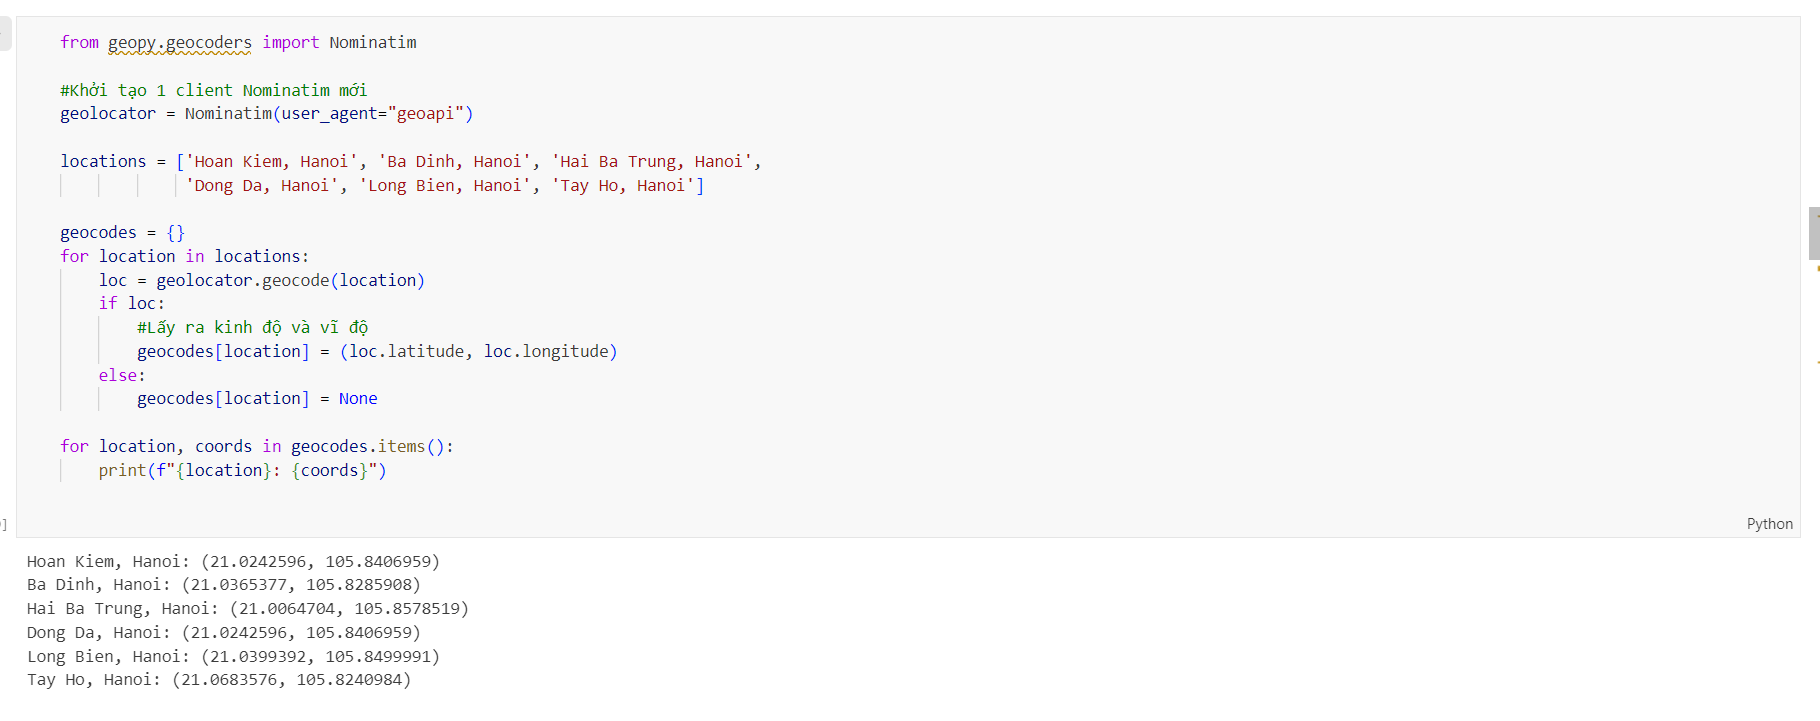 from geopy.geocoders import Nominatim
#Khởi tạo 1 client Nominatim mới
geolocator = Nominatim(user_agent="geoapi")
locations = ['Hoan Kiem, Hanoi', 'Ba Dinh, Hanoi', 'Hai Ba Trung, Hanoi',
'Dong Da, Hanoi', 'Long Bien, Hanoi', 'Tay Ho, Hanoi']
geocodes = {}
for location in locations:
loc = geolocator.geocode(location)
if loc:
#Lấy ra kinh độ và vĩ độ
geocodes[location] = (loc.latitude, loc.longitude)
else:
geocodes[location] = None
for location, coords in geocodes.items():
print(f"{location}: {coords}")
]
Python
Hoan Kiem, Hanoi: (21.0242596, 105.8406959)
Ba Dinh, Hanoi: (21.0365377, 105.8285908)
Hai Ba Trung, Hanoi: (21.0064704, 105.8578519)
Dong Da, Hanoi: (21.0242596, 105.8406959)
Long Bien, Hanoi: (21.0399392, 105.8499991)
Tay Ho, Hanoi: (21.0683576, 105.8240984)